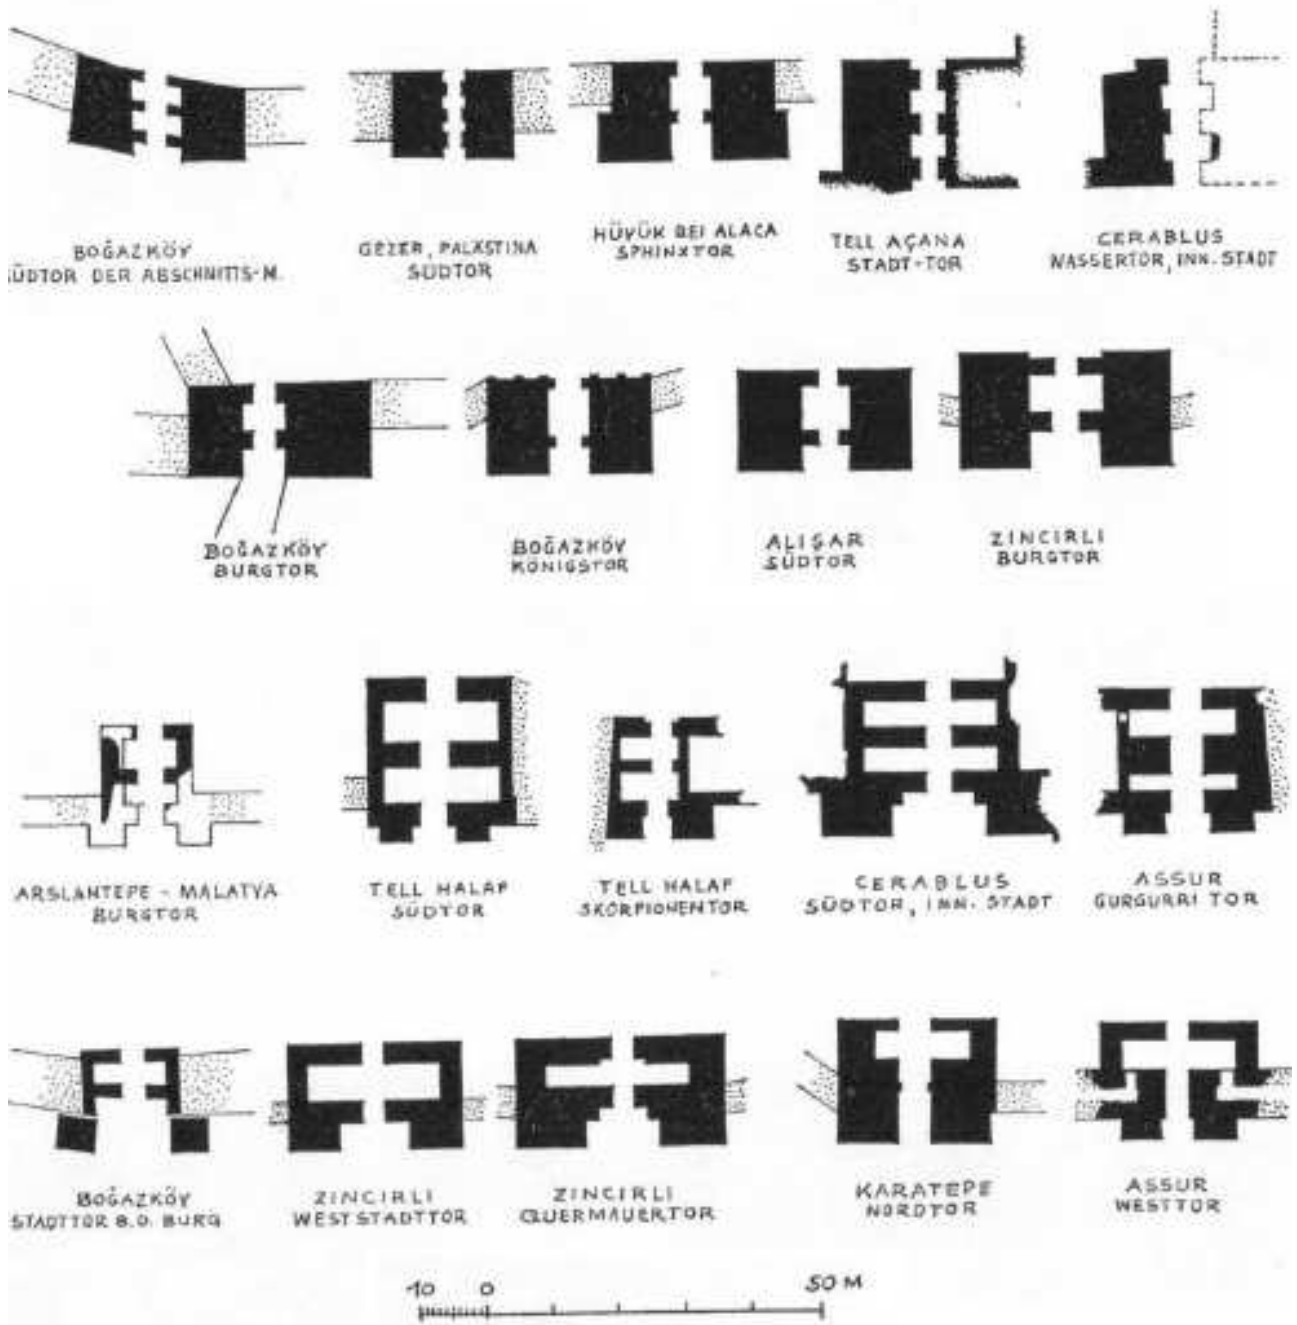 BOĞAZKÖY
ÜDTOR DER ABSCHNITTS-M.
GEZER, PALÄSTINA
SÜDTOR
HÜYÜK BEI ALACA
SPHINXTOR
TELL AÇANA
STADT-TOR
CERABLUS
WASSERTOR, INN. STADT
BOĞAZKÖY
BURGTOR
BOĞAZKÖY
KÖNIGSTOR
ALIŞAR
SÜDTOR
ZINCIRLI
BURGTOR
ARSLANTEPE - MALATYA
BURGTOR
TELL HALAF
SÜDTOR
TELL HALAF
SKORPIONENTOR
CERABLUS
SÜDTOR, INN. STADT
ASSUR
GURGURRI TOR
BOĞAZKÖY
STADTTOR B.D. BURG
ZINCIRLI
WESTSTADTTOR
ZINCIRLI
QUERMAUERTOR
KARATEPE
NORDTOR
ASSUR
WESTTOR
10 0 50 M